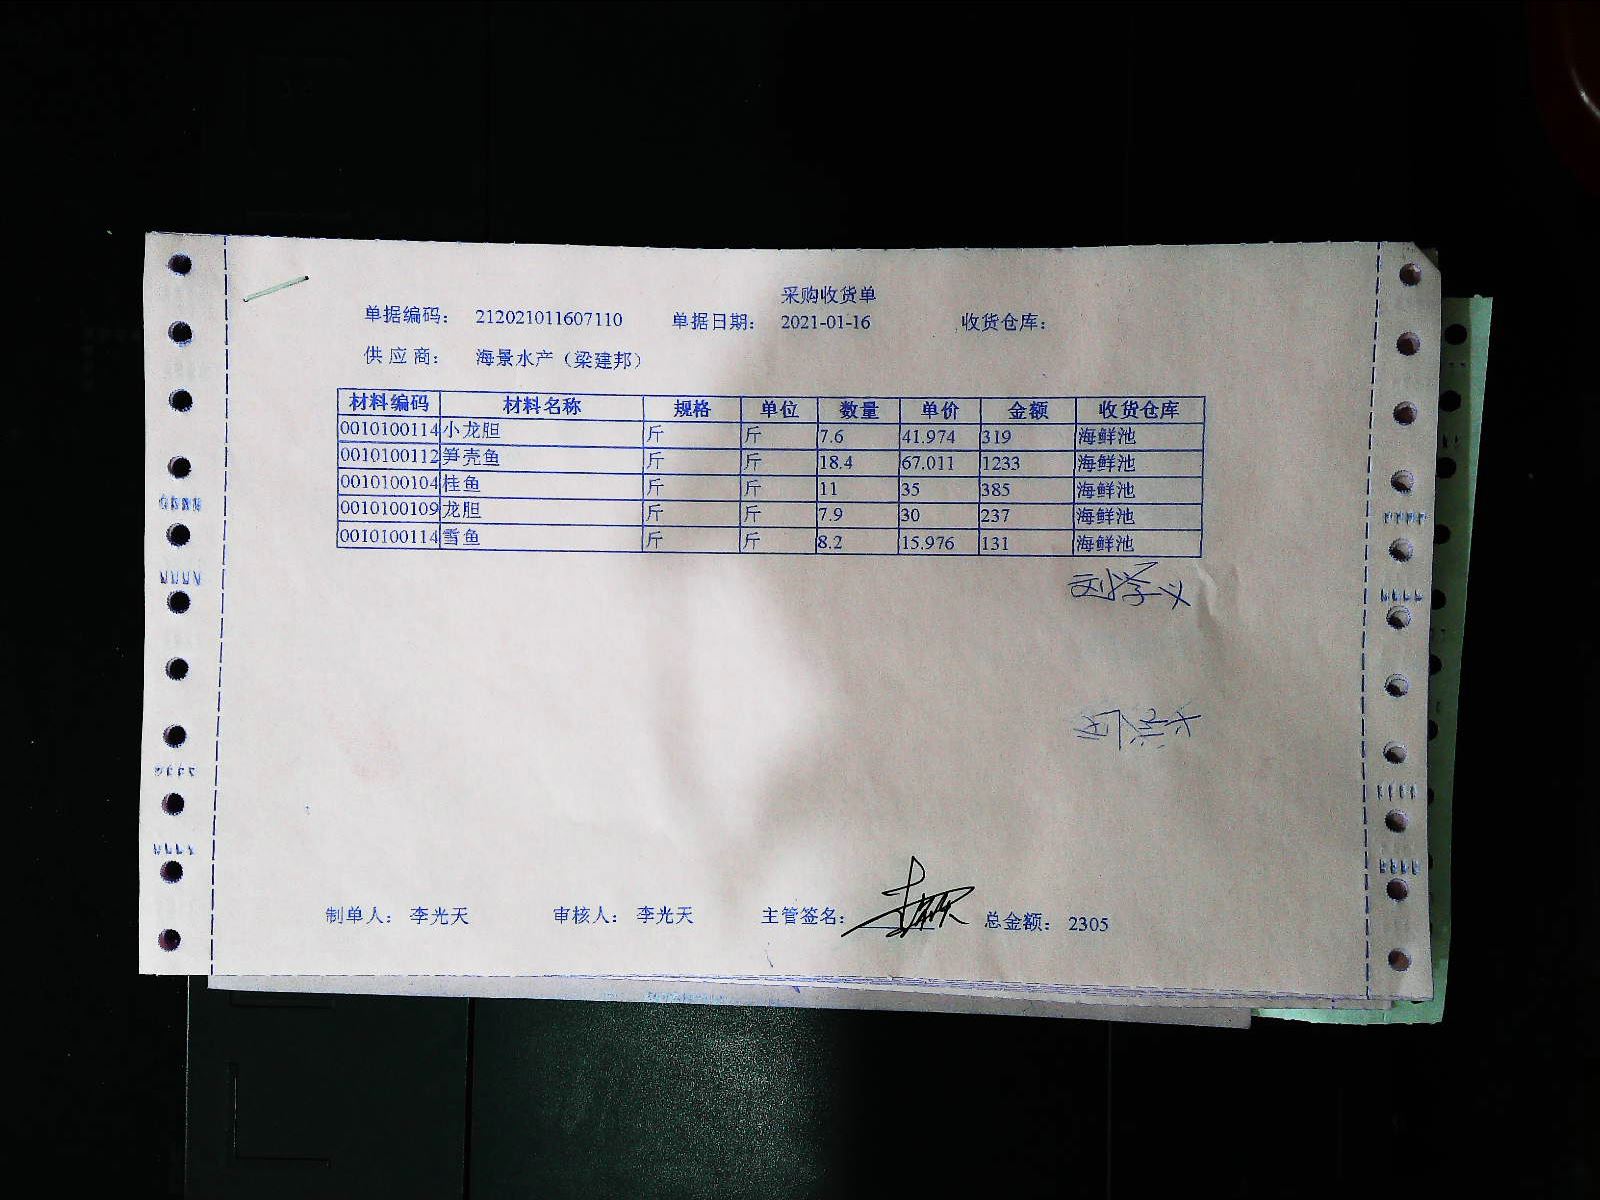 采购收货单
单据编码： 212021011607110 单据日期： 2021-01-16 收货仓库：
供 应 商： 海景水产（梁建邦）
材料编码 材料名称 规格 单位 数量 单价 金额 收货仓库
0010100114 小龙胆 斤 斤 7.6 41.974 319 海鲜池
0010100112 笋壳鱼 斤 斤 18.4 67.011 1233 海鲜池
0010100104 桂鱼 斤 斤 11 35 385 海鲜池
0010100109 龙胆 斤 斤 7.9 30 237 海鲜池
0010100114 雪鱼 斤 斤 8.2 15.976 131 海鲜池
制单人： 李光天 审核人： 李光天 主管签名： 总金额： 2305